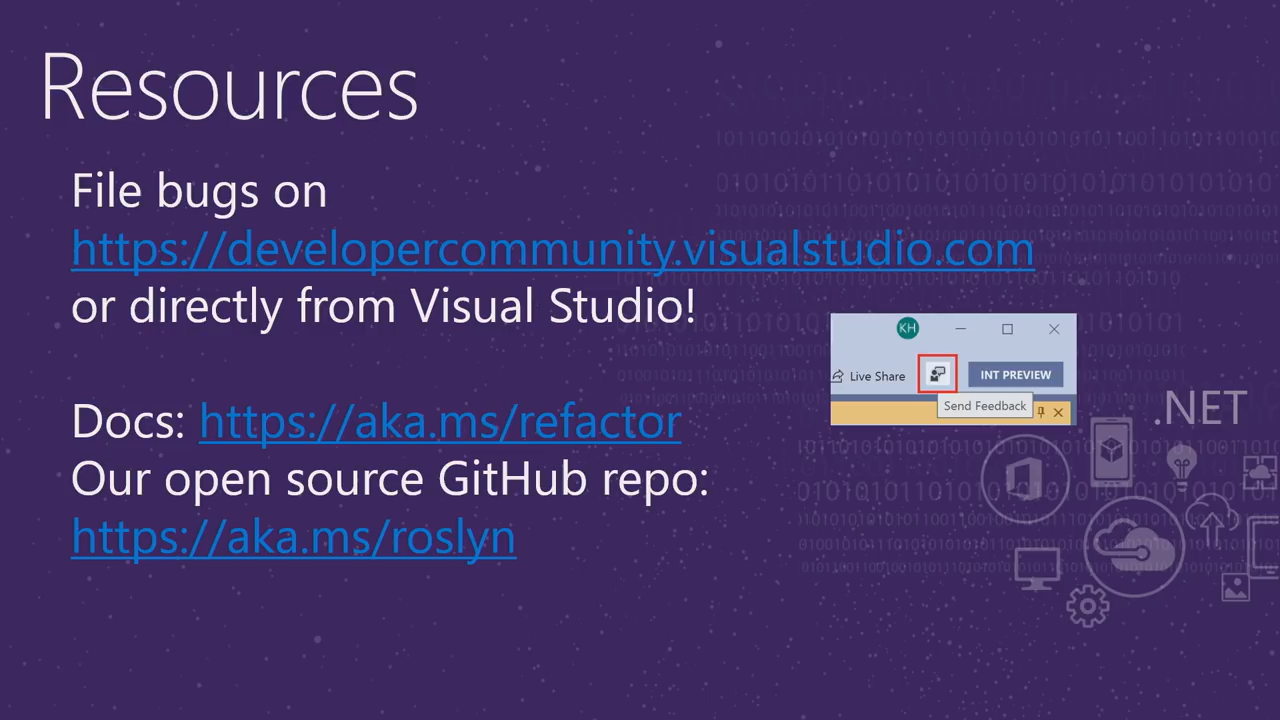 Resources
File bugs on
https://developercommunity.visualstudio.com
or directly from Visual Studio!
KH
Live Share
INT PREVIEW
Send Feedback
Docs: https://aka.ms/refactor
Our open source GitHub repo:
https://aka.ms/roslyn
.NET